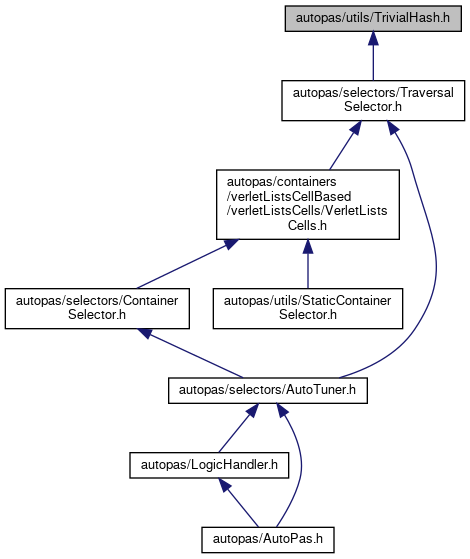 autopas/utils/TrivialHash.h
autopas/selectors/Traversal
Selector.h
autopas/containers
/verletListsCellBased
/verletListsCells/VerletLists
Cells.h
autopas/selectors/Container
Selector.h
autopas/utils/StaticContainer
Selector.h
autopas/selectors/AutoTuner.h
autopas/LogicHandler.h
autopas/AutoPas.h